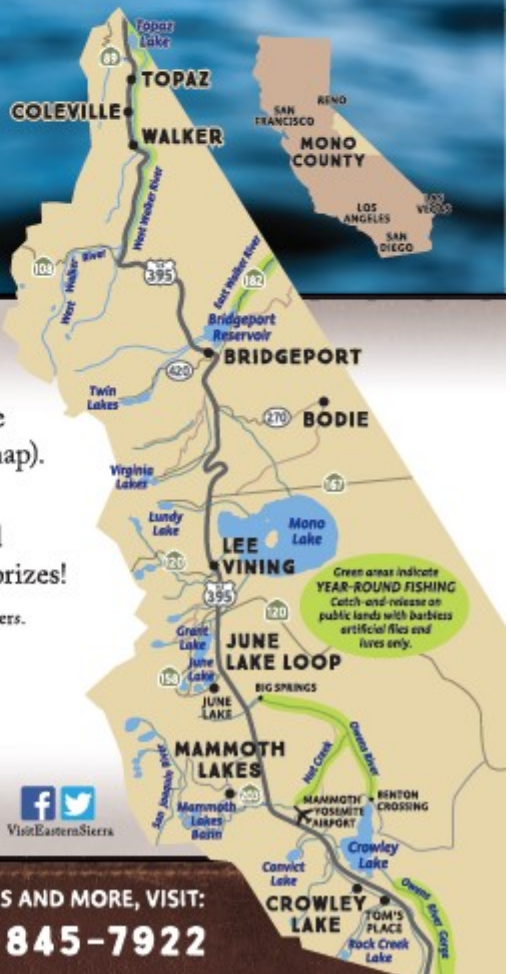 Topaz
Lake
89
TOPAZ
COLEVILLE
WALKER
West Walker River
RENO
SAN
FRANCISCO
MONO
COUNTY
LOS
ANGELES
LAS
VEGAS
SAN
DIEGO
108
West Walker River
395
East Walker River
182
Bridgeport
Reservoir
BRIDGEPORT
420
Twin
Lakes
270
BODIE
e
ap).
Virginia
Lakes
167
Lundy
Lake
Mono
Lake
prizes!
ers.
120
LEE
VINING
395
120
Green areas indicate
YEAR-ROUND FISHING
Catch-and-release on
public lands with barbless
artificial flies and
lures only.
Grant
Lake
June
Lake
JUNE
LAKE LOOP
158
JUNE
LAKE
BIG SPRINGS
Hot Creek
Owens River
MAMMOTH
LAKES
San Joaquin River
203
Mammoth
Lakes
Basin
MAMMOTH
YOSEMITE
AIRPORT
BENTON
CROSSING
VisitEasternSierra
Convict
Lake
Crowley
Lake
CROWLEY
LAKE
TOM'S
PLACE
Owens River Gorge
Rock Creek
Lake
S AND MORE, VISIT:
845-7922